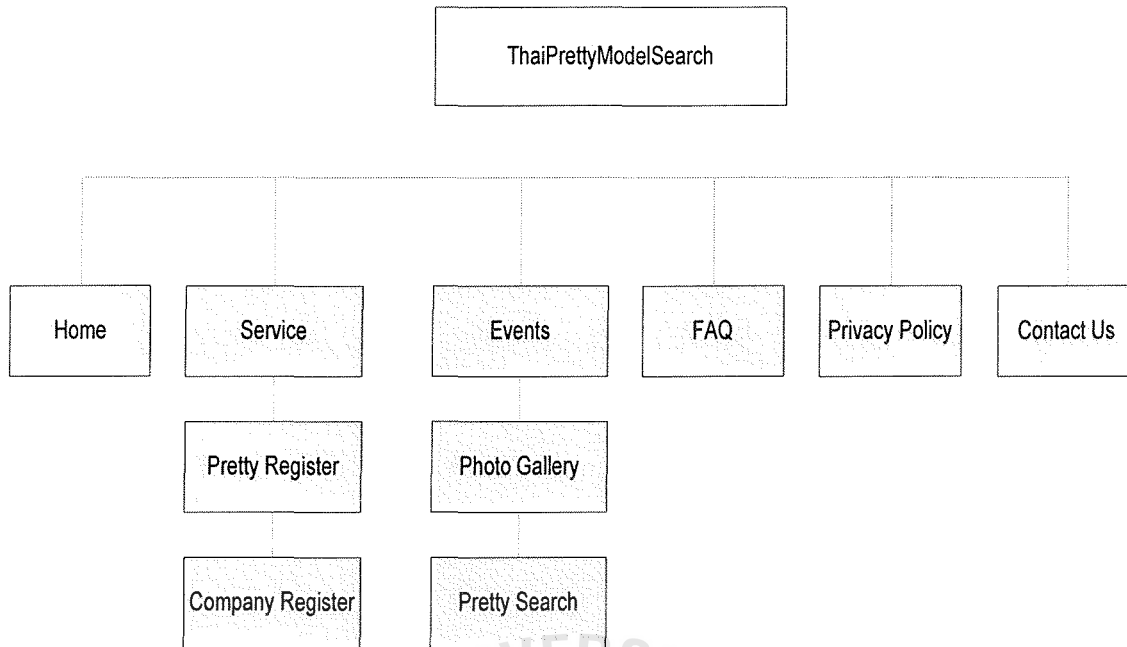 ThaiPrettyModelSearch
Home
Service
Events
FAQ
Privacy Policy
Contact Us
Pretty Register
Photo Gallery
Company Register
Pretty Search